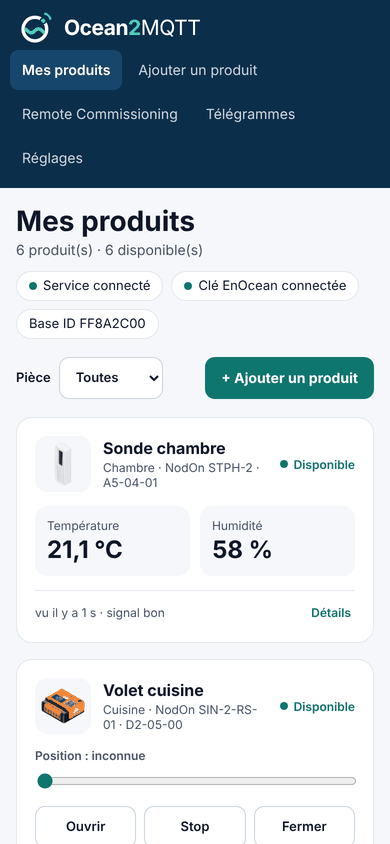 Ocean2MQTT
Mes produits Ajouter un produit
Remote Commissioning Télégrammes
Réglages
Mes produits
6 produit(s) · 6 disponible(s)
Service connecté Clé EnOcean connectée
Base ID FF8A2C00
Pièce Toutes + Ajouter un produit
Sonde chambre
Chambre · NodOn STPH-2 ·
A5-04-01
Disponible
Température
21,1 °C
Humidité
58 %
vu il y a 1 s · signal bon Détails
Volet cuisine
Cuisine · NodOn SIN-2-RS-
01 · D2-05-00
Disponible
Position : inconnue
Ouvrir Stop Fermer